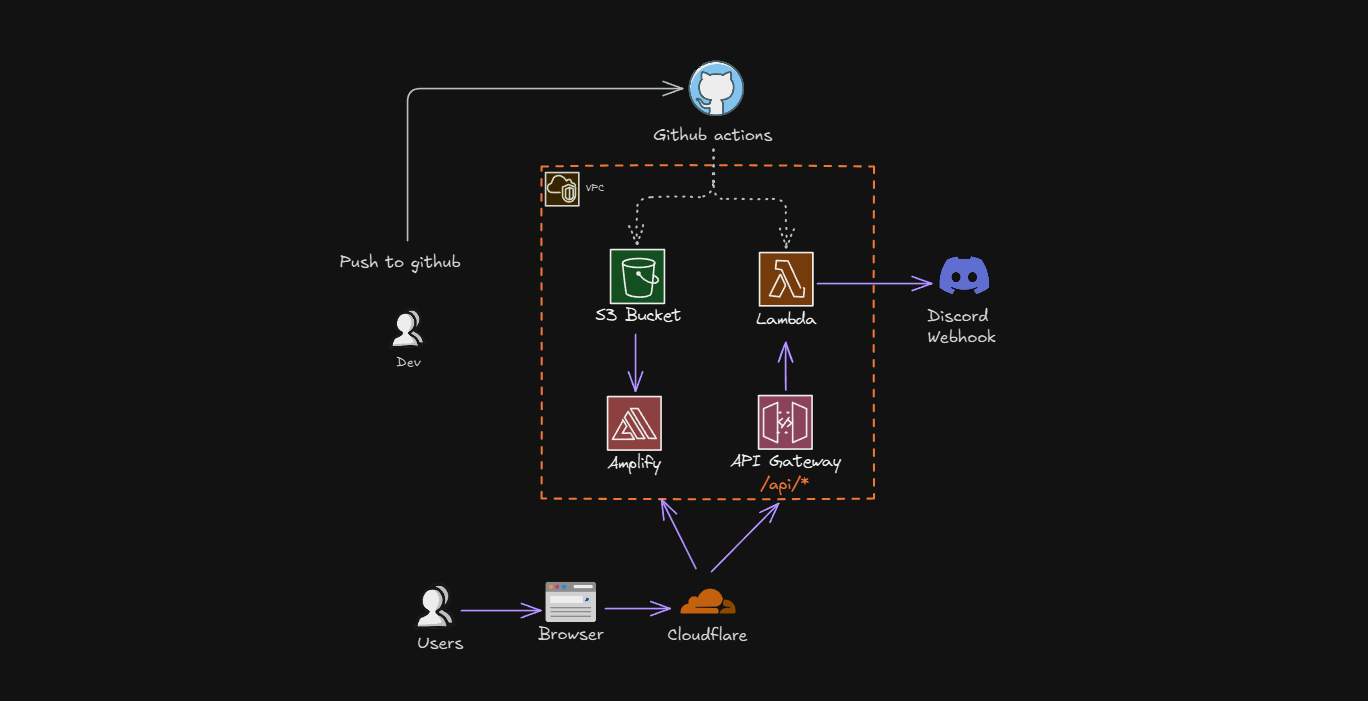 Github actions
VPC
Push to github
Dev
S3 Bucket
Lambda
Discord
Webhook
Amplify
API Gateway
/api/*
Users
Browser
Cloudflare